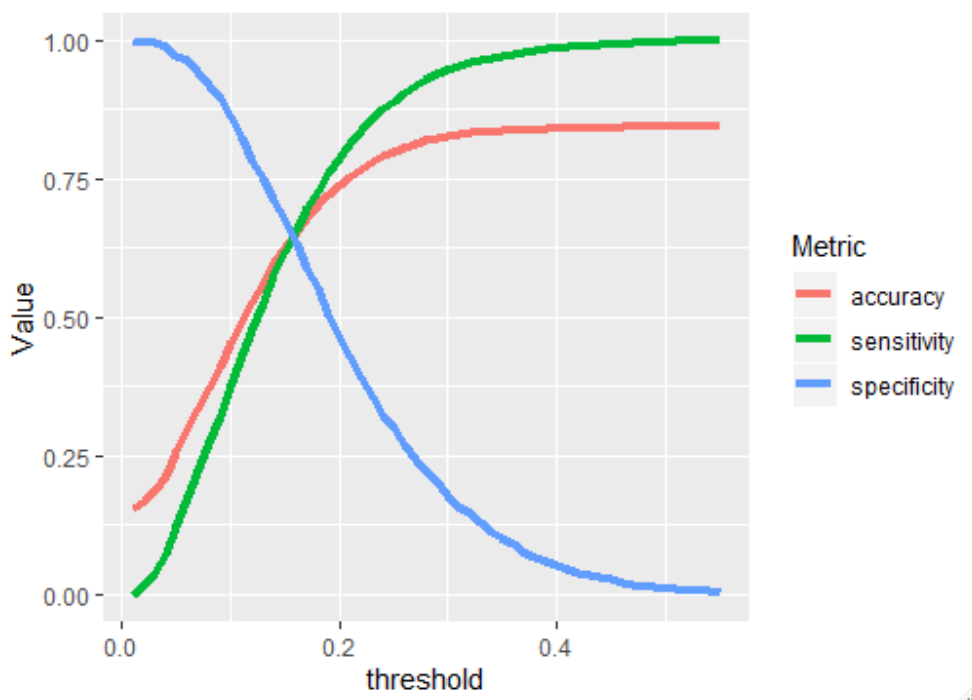 1.00
0.75
0.50
0.25
0.00
Value
0.0
0.2
0.4
threshold
Metric
accuracy
sensitivity
specificity